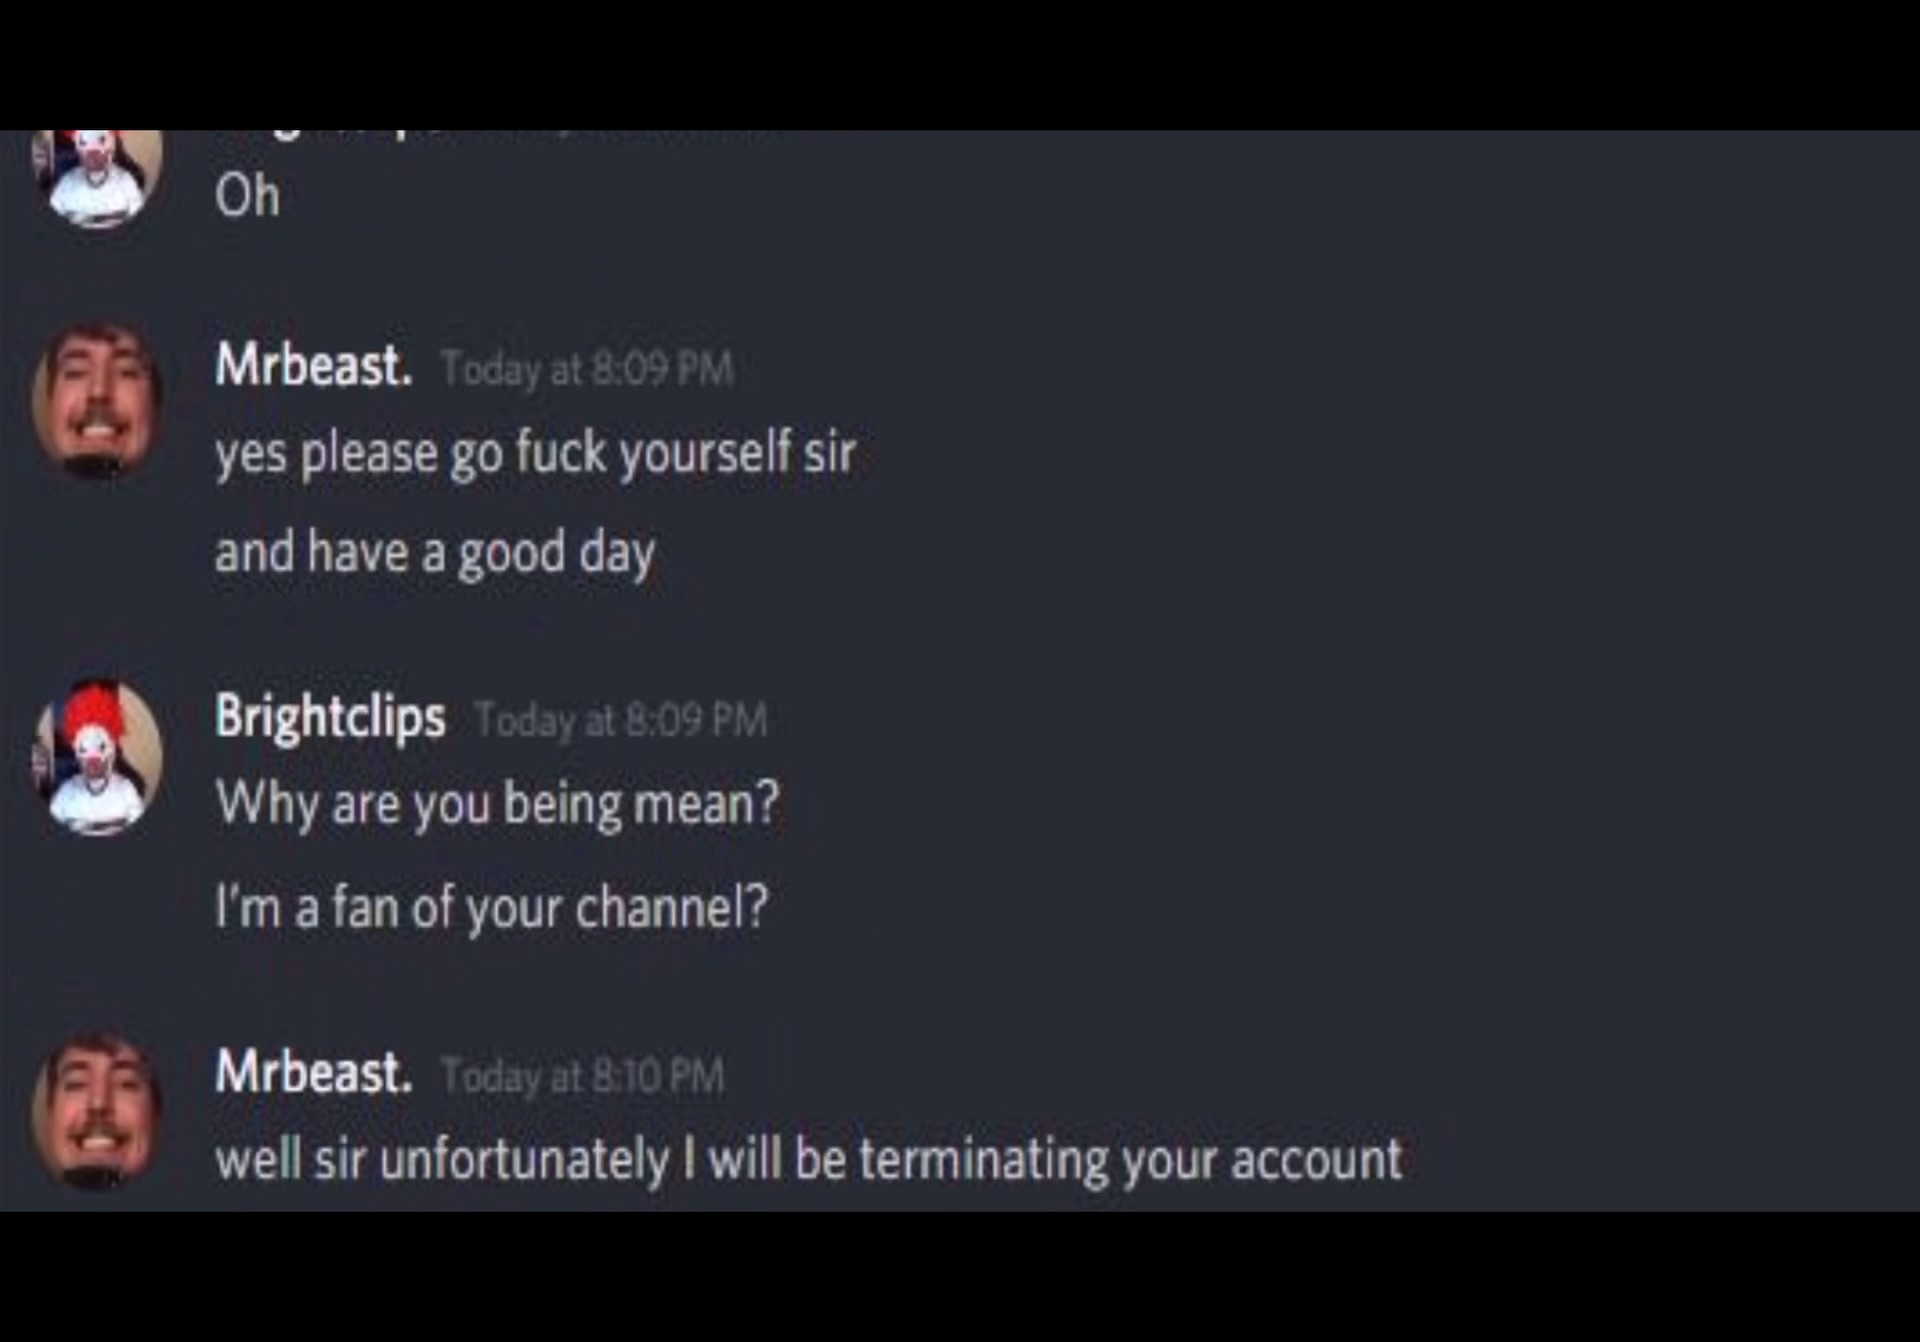 Oh
Mrbeast. Today at 8:09 PM
yes please go fuck yourself sir
and have a good day
Brightclips Today at 8:09 PM
Why are you being mean?
I'm a fan of your channel?
Mrbeast. Today at 8:10 PM
well sir unfortunately I will be terminating your account